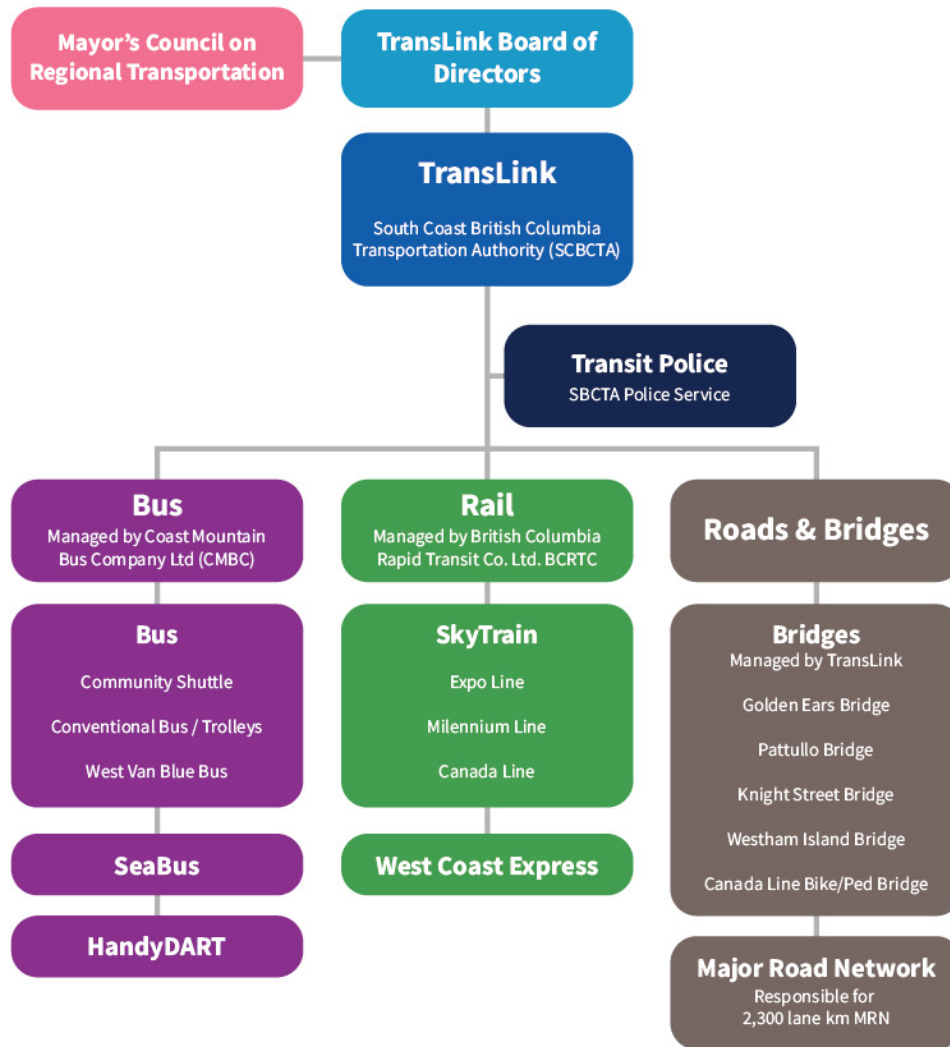 Mayor's Council on
Regional Transportation
TransLink Board of
Directors
TransLink
South Coast British Columbia
Transportation Authority (SCBCTA)
Transit Police
SBCTA Police Service
Bus
Managed by Coast Mountain
Bus Company Ltd (CMBC)
Rail
Managed by British Columbia
Rapid Transit Co. Ltd. BCRTC
Roads & Bridges
Bus
Community Shuttle
Conventional Bus / Trolleys
West Van Blue Bus
SkyTrain
Expo Line
Milennium Line
Canada Line
Bridges
Managed by TransLink
Golden Ears Bridge
Pattullo Bridge
Knight Street Bridge
Westham Island Bridge
Canada Line Bike/Ped Bridge
SeaBus
West Coast Express
HandyDART
Major Road Network
Responsible for
2,300 lane km MRN